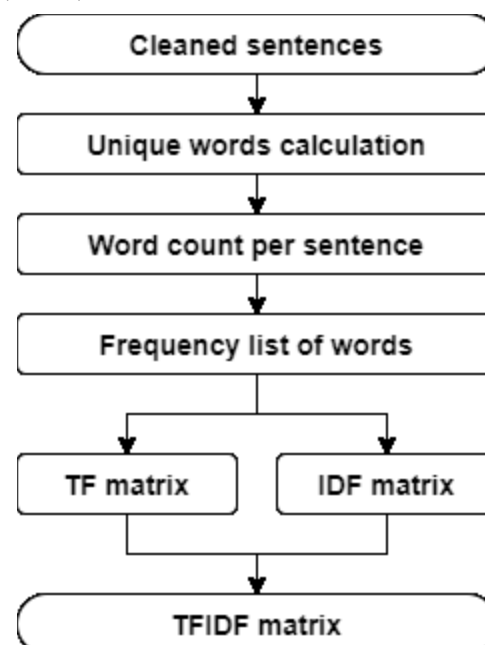 Cleaned sentences
Unique words calculation
Word count per sentence
Frequency list of words
TF matrix
IDF matrix
TFIDF matrix